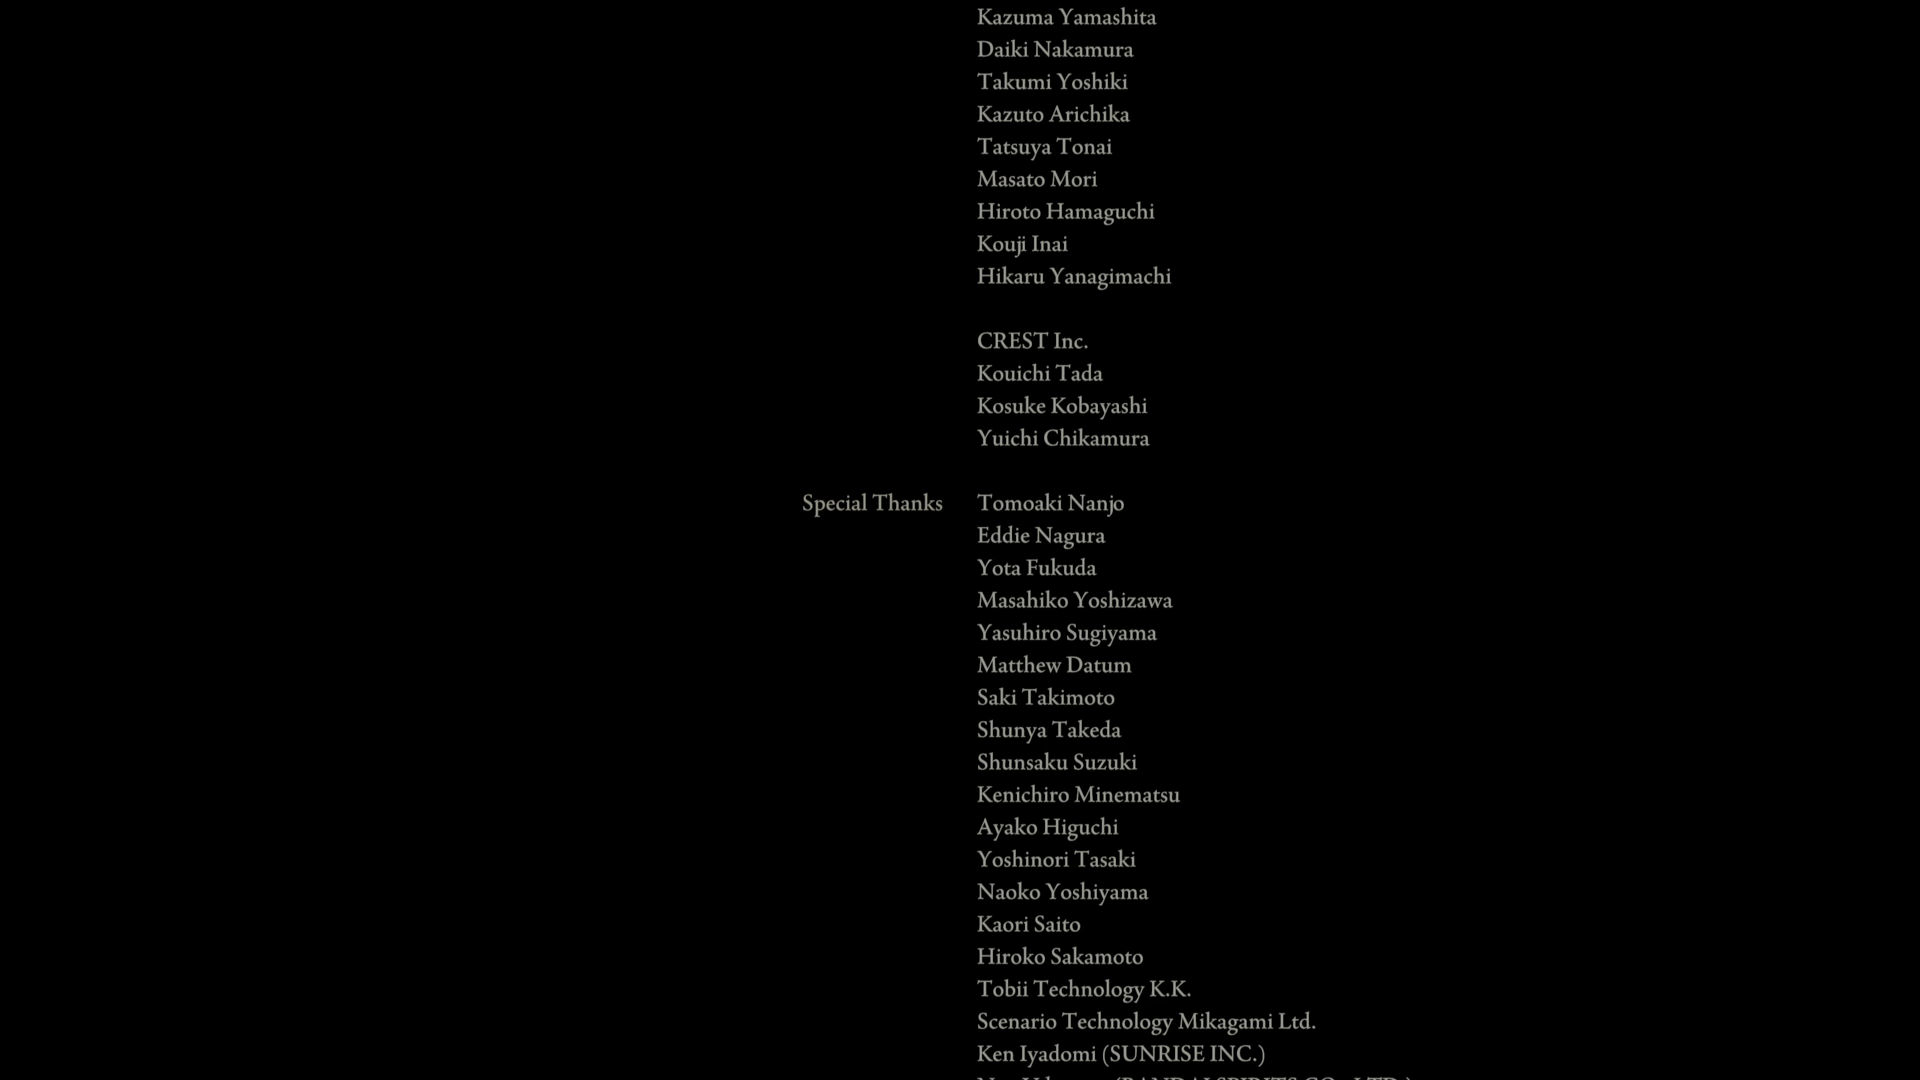 Kazuma Yamashita
Daiki Nakamura
Takumi Yoshiki
Kazuto Arichika
Tatsuya Tonai
Masato Mori
Hiroto Hamaguchi
Kouji Inai
Hikaru Yanagimachi
CREST Inc.
Kouichi Tada
Kosuke Kobayashi
Yuichi Chikamura
Special Thanks Tomoaki Nanjo
Eddie Nagura
Yota Fukuda
Masahiko Yoshizawa
Yasuhiro Sugiyama
Matthew Datum
Saki Takimoto
Shunya Takeda
Shunsaku Suzuki
Kenichiro Minematsu
Ayako Higuchi
Yoshinori Tasaki
Naoko Yoshiyama
Kaori Saito
Hiroko Sakamoto
Tobii Technology K.K.
Scenario Technology Mikagami Ltd.
Ken Iyadomi (SUNRISE INC.)